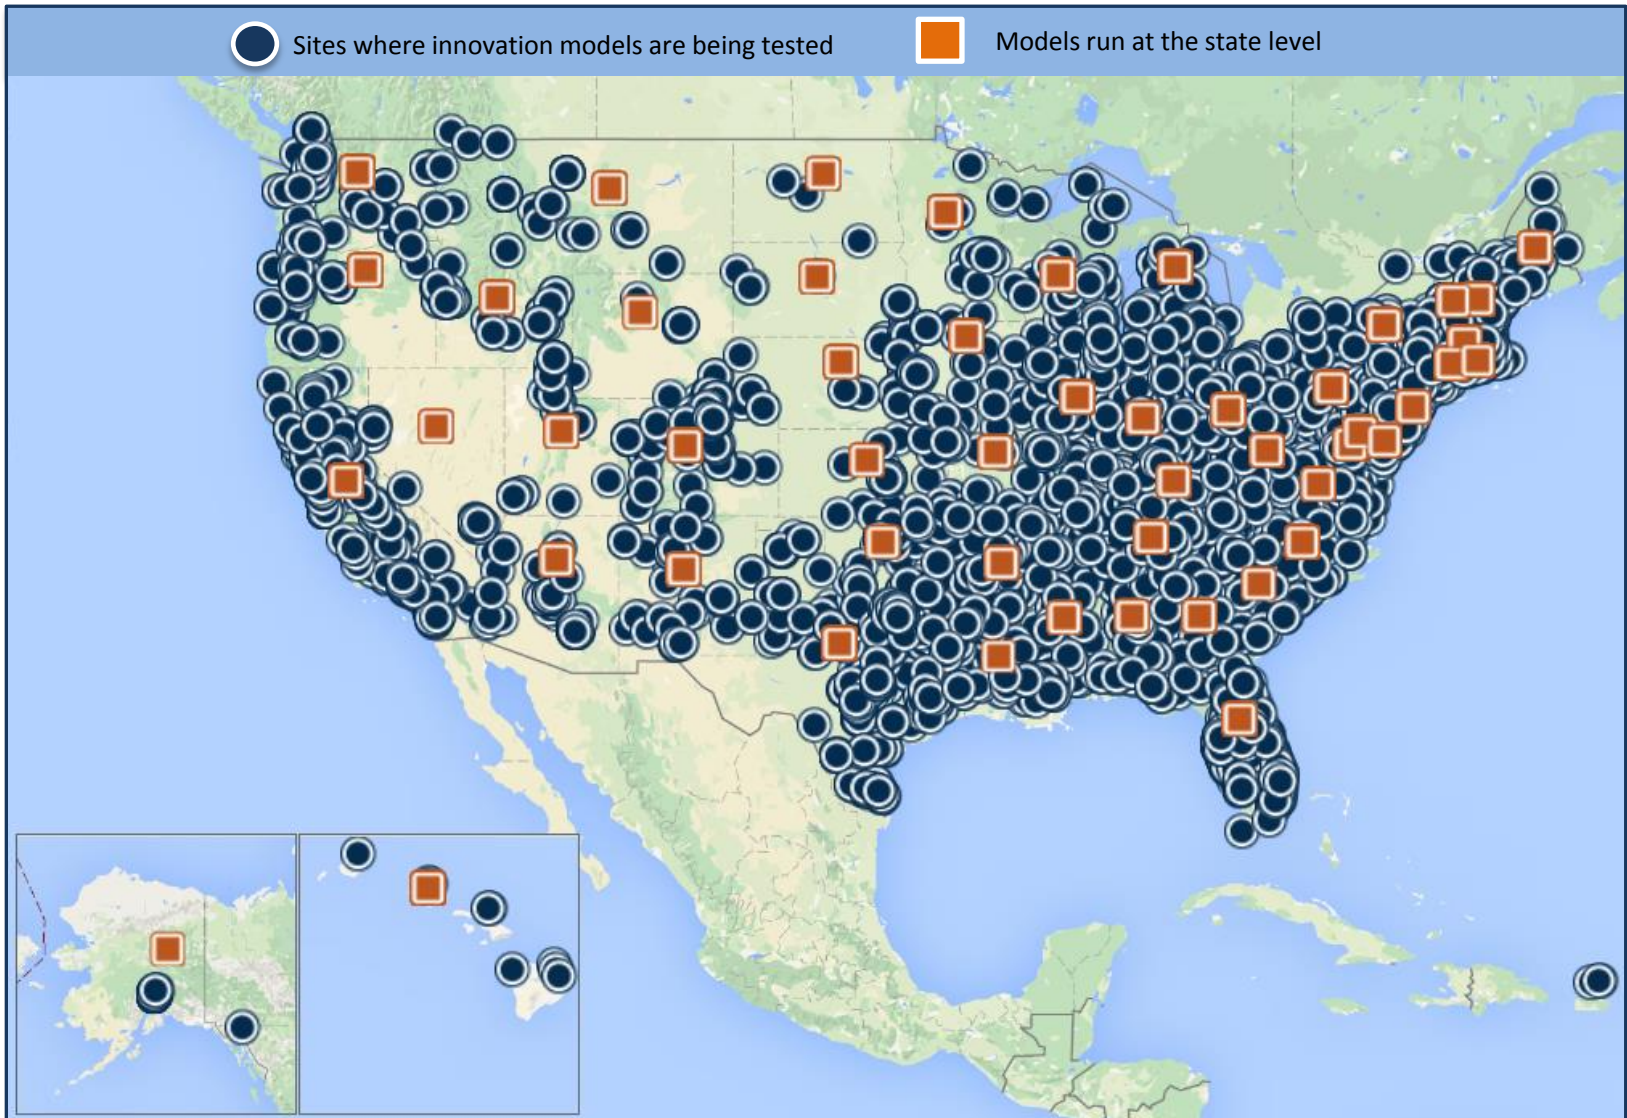 Sites where innovation models are being tested
Models run at the state level